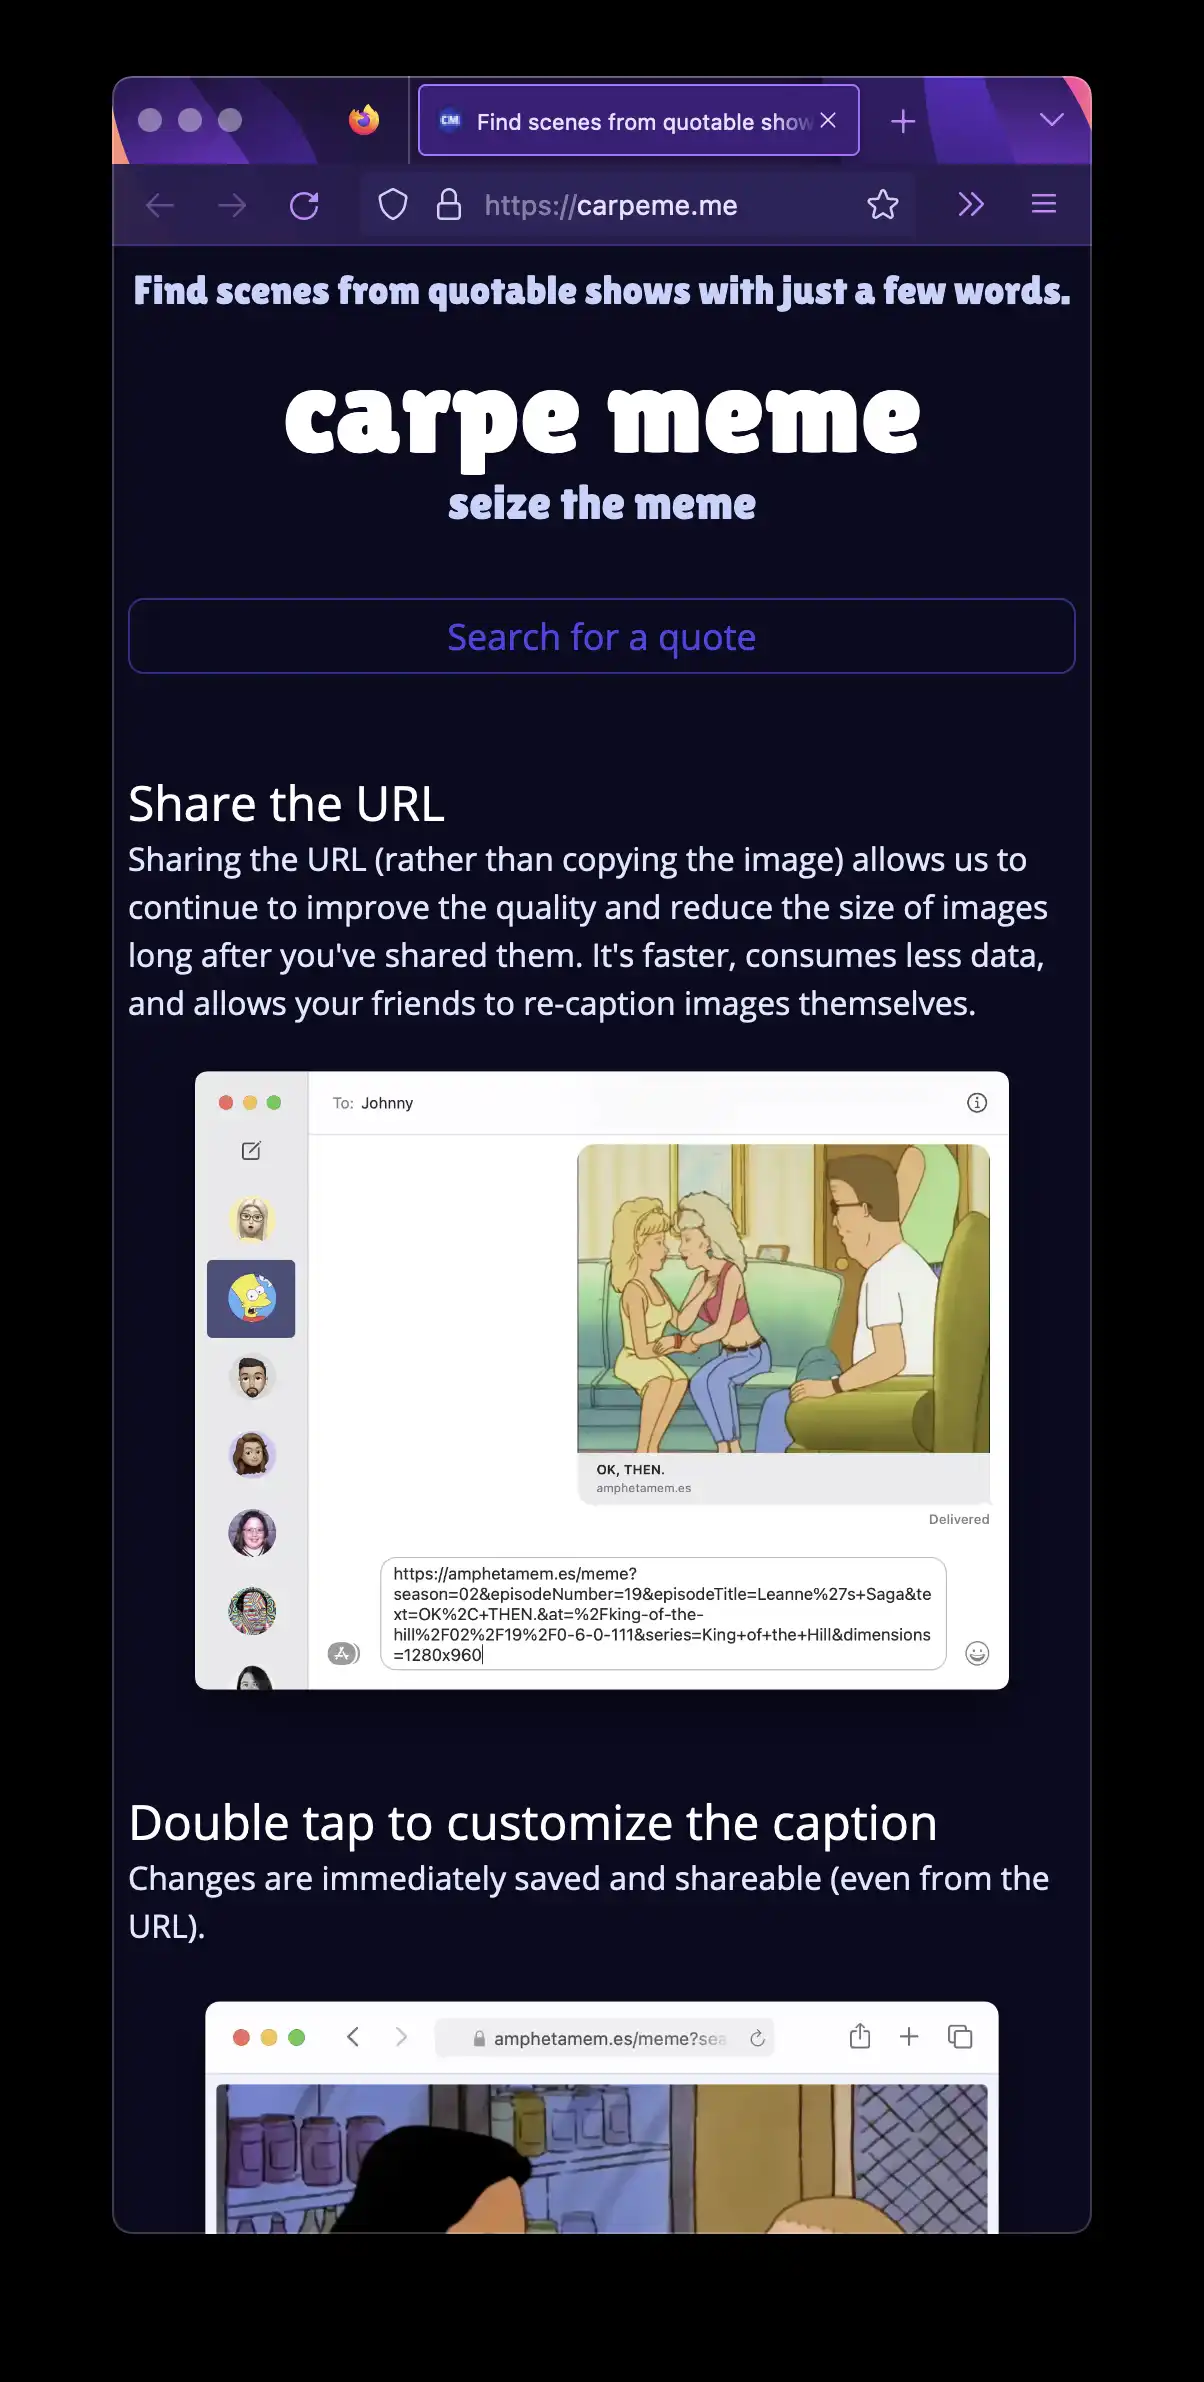 CM Find scenes from quotable show
https://carpeme.me
Find scenes from quotable shows with just a few words.
carpe meme
seize the meme
Search for a quote
Share the URL
Sharing the URL (rather than copying the image) allows us to
continue to improve the quality and reduce the size of images
long after you've shared them. It's faster, consumes less data,
and allows your friends to re-caption images themselves.
To: Johnny
OK, THEN.
amphetamem.es
Delivered
https://amphetamem.es/meme?
season=02&episodeNumber=19&episodeTitle=Leanne%27s+Saga&te
xt=OK%2C+THEN.&at=%2Fking-of-the-
hill%2F02%2F19%2F0-6-0-111&series=King+of+the+Hill&dimensions
=1280x960
Double tap to customize the caption
Changes are immediately saved and shareable (even from the
URL).
amphetamem.es/meme?sea